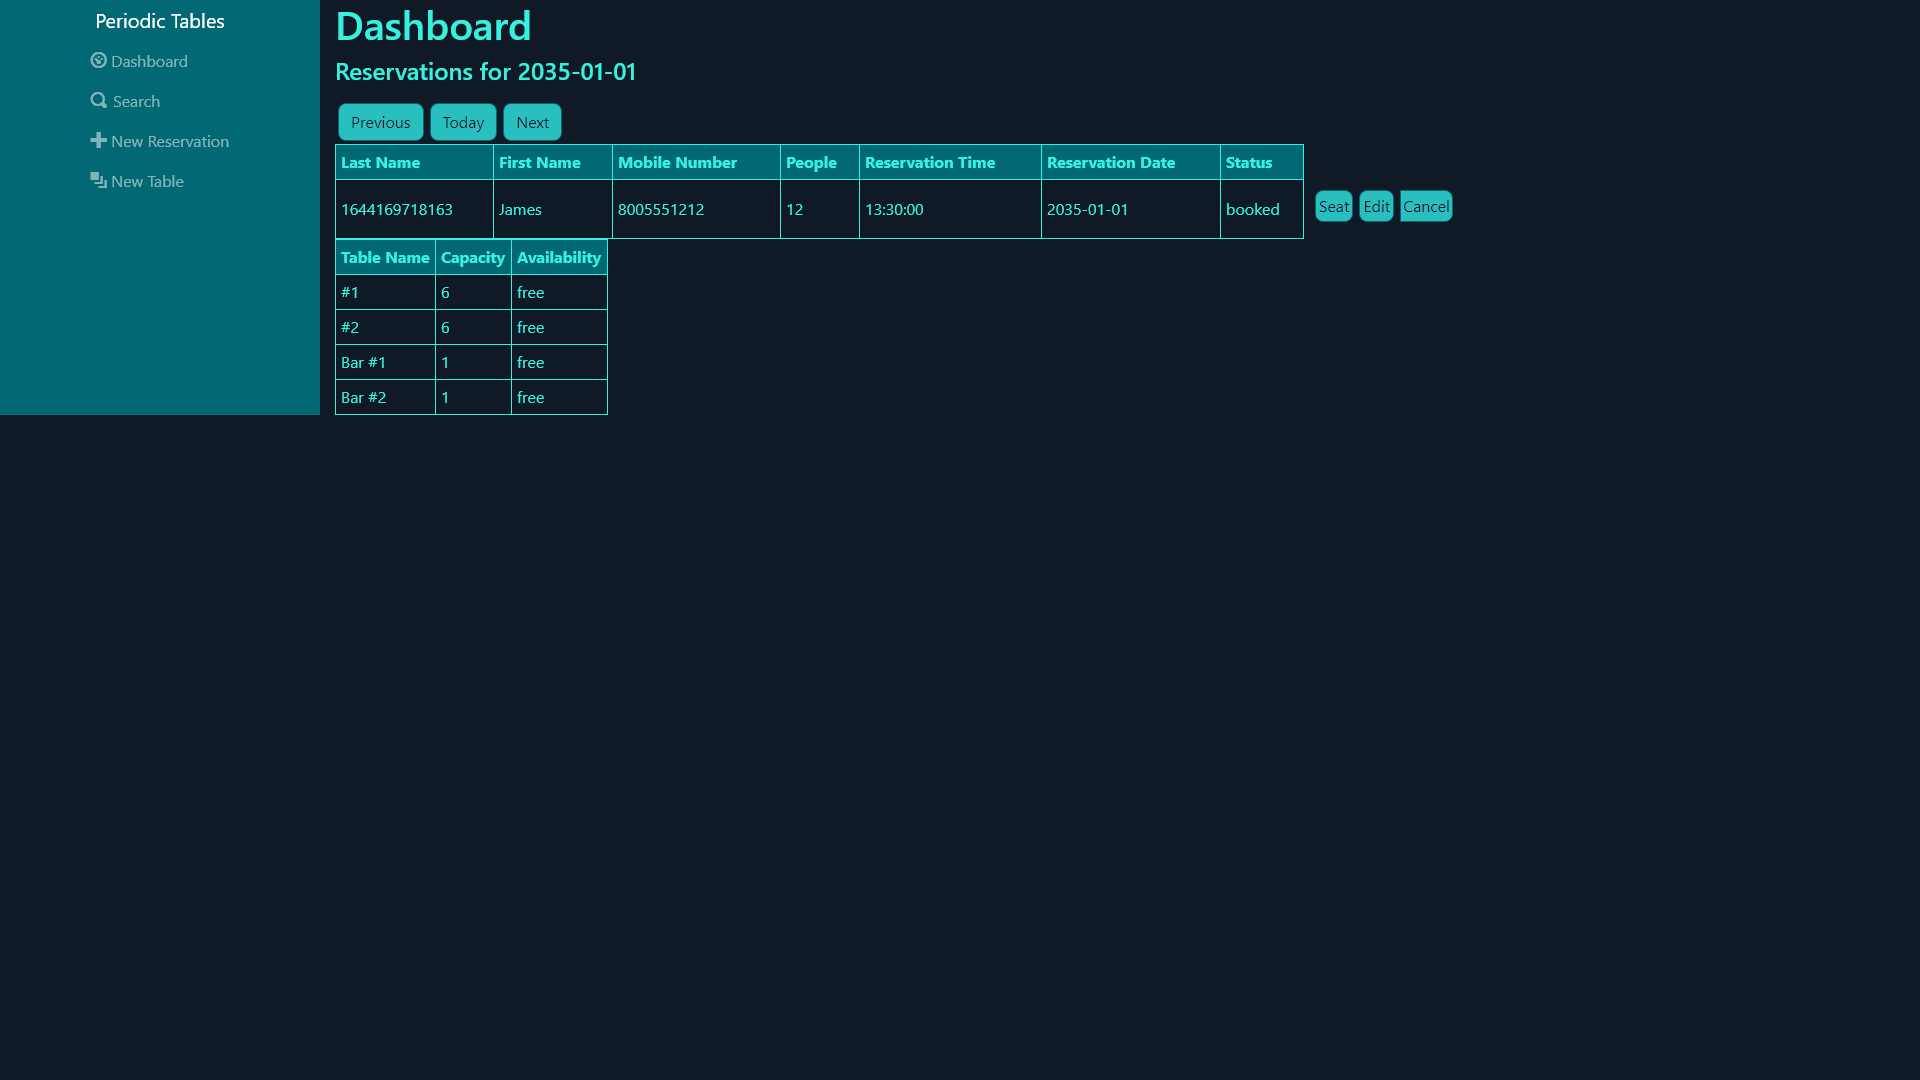 Periodic Tables
Dashboard
Search
New Reservation
New Table
Dashboard
Reservations for 2035-01-01
Previous Today Next
Last Name First Name Mobile Number People Reservation Time Reservation Date Status
1644169718163 James 8005551212 12 13:30:00 2035-01-01 booked Seat Edit Cancel
Table Name Capacity Availability
#1 6 free
#2 6 free
Bar #1 1 free
Bar #2 1 free